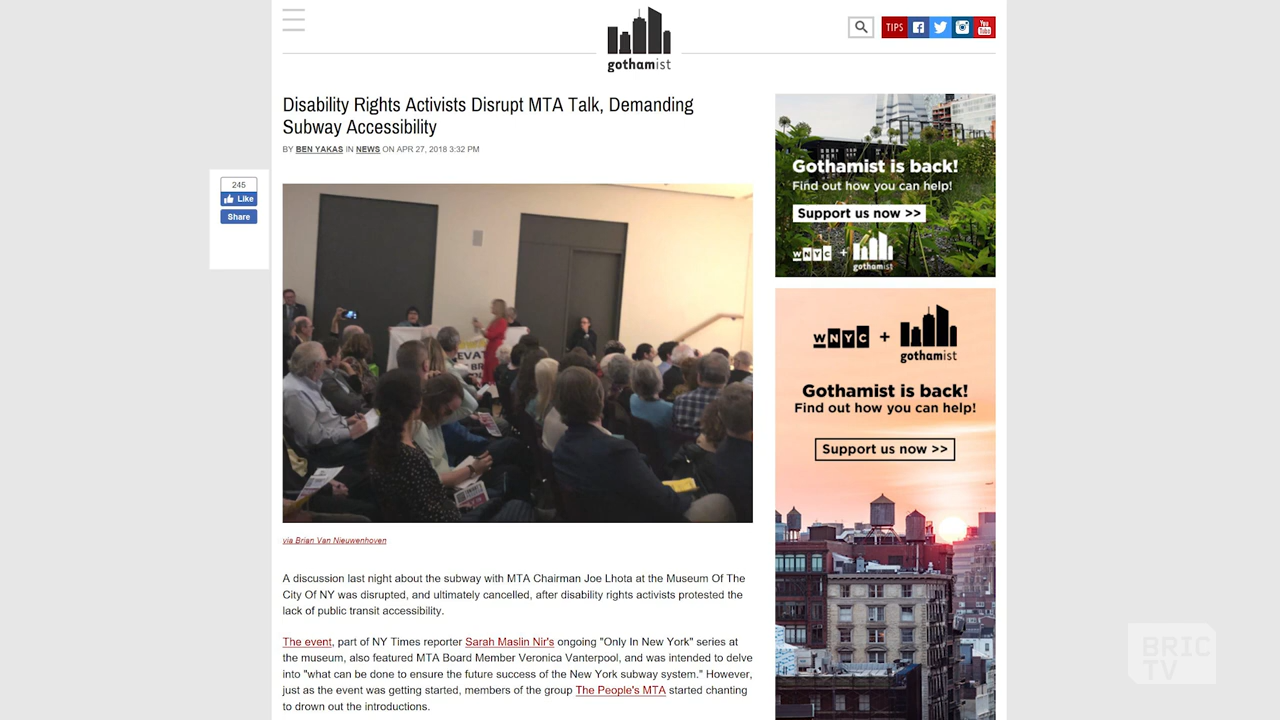 gothamist
TIPS
You
Tube
Disability Rights Activists Disrupt MTA Talk, Demanding
Subway Accessibility
BY BEN YAKAS IN NEWS ON APR 27, 2018 3:32 PM
245
Like
Share
Gothamist is back!
Find out how you can help!
Support us now >>
WNYC + gothamist
WNYC + gothamist
Gothamist is back!
Find out how you can help!
Support us now >>
via Brian Van Nieuwenhoven
A discussion last night about the subway with MTA Chairman Joe Lhota at the Museum Of The
City Of NY was disrupted, and ultimately cancelled, after disability rights activists protested the
lack of public transit accessibility.
The event, part of NY Times reporter Sarah Maslin Nir's ongoing "Only In New York" series at
the museum, also featured MTA Board Member Veronica Vanterpool, and was intended to delve
into "what can be done to ensure the future success of the New York subway system." However,
just as the event was getting started, members of the group The People's MTA started chanting
to drown out the introductions.
BRIC
TV